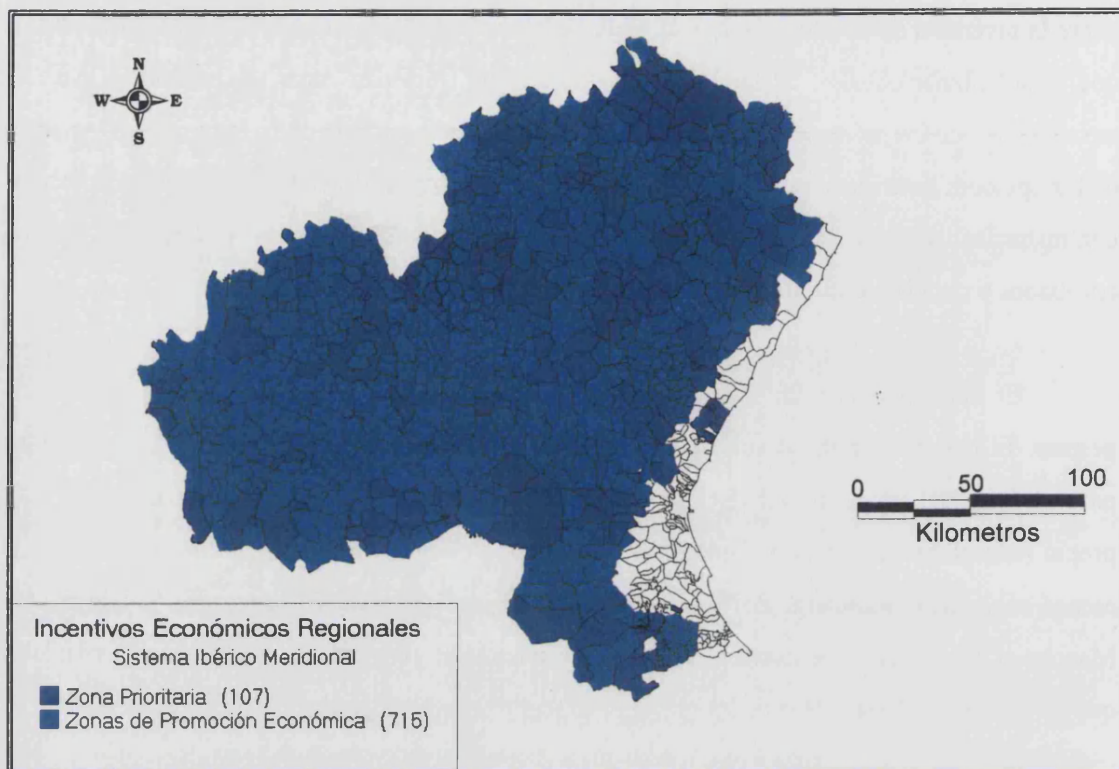 N
W E
S
0 50 100
Kilometros
Incentivos Económicos Regionales
Sistema Ibérico Meridional
Zona Prioritaria (107)
Zonas de Promoción Económica (715)